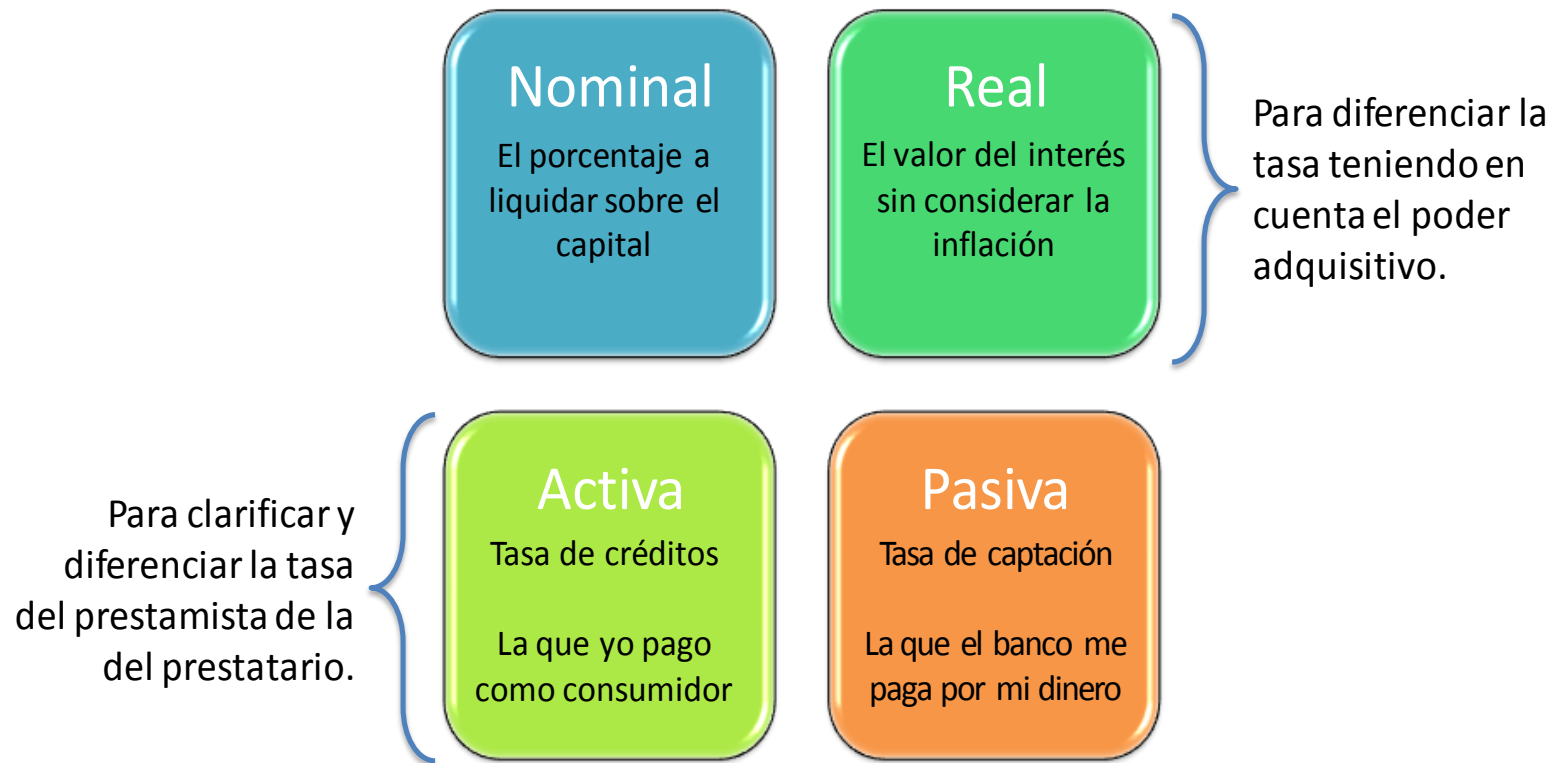 Nominal
El porcentaje a
liquidar sobre el
capital
Real
El valor del interés
sin considerar la
inflación
Para diferenciar la
tasa teniendo en
cuenta el poder
adquisitivo.
Para clarificar y
diferenciar la tasa
del prestamista de la
del prestatario.
Activa
Tasa de créditos
La que yo pago
como consumidor
Pasiva
Tasa de captación
La que el banco me
paga por mi dinero